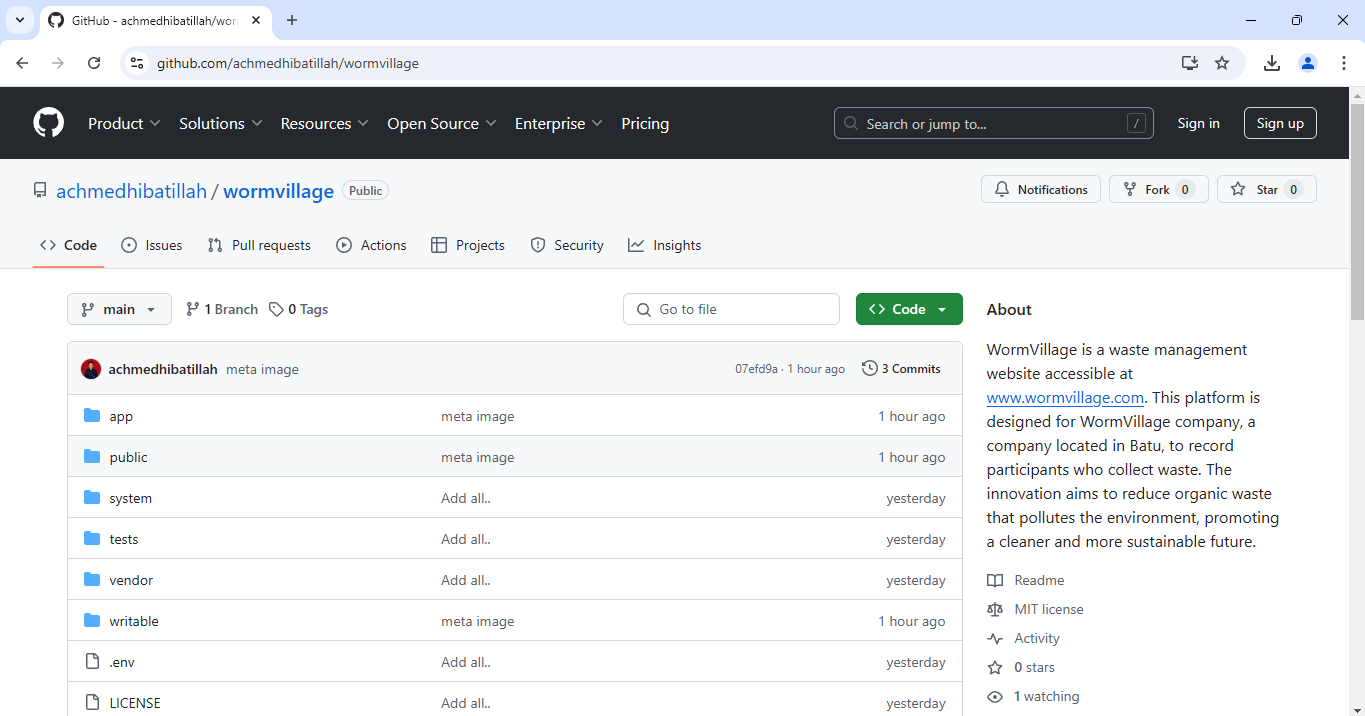 GitHub - achmedhibatillah/worm
github.com/achmedhibatillah/wormvillage
Product Solutions Resources Open Source Enterprise Pricing Search or jump to... / Sign in Sign up
achmedhibatillah / wormvillage Public Notifications Fork 0 Star 0
Code Issues Pull requests Actions Projects Security Insights
main 1 Branch 0 Tags Go to file Code
achmedhibatillah meta image 07efd9a · 1 hour ago 3 Commits
app meta image 1 hour ago
public meta image 1 hour ago
system Add all.. yesterday
tests Add all.. yesterday
vendor Add all.. yesterday
writable meta image 1 hour ago
.env Add all.. yesterday
LICENSE Add all.. yesterday
About
WormVillage is a waste management
website accessible at
www.wormvillage.com. This platform is
designed for WormVillage company, a
company located in Batu, to record
participants who collect waste. The
innovation aims to reduce organic waste
that pollutes the environment, promoting
a cleaner and more sustainable future.
Readme
MIT license
Activity
0 stars
1 watching